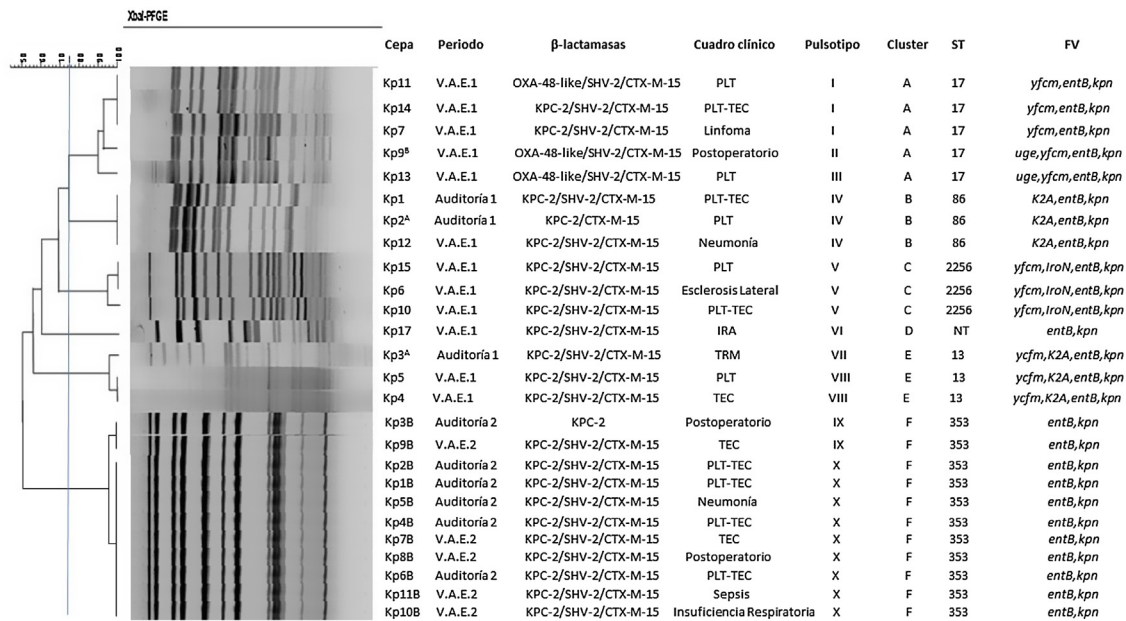 XbaI-PFGE
50 60 70 80 90 100
Cepa Periodo β-lactamasas Cuadro clínico Pulsotipo Cluster ST FV
Kp11 V.A.E.1 OXA-48-like/SHV-2/CTX-M-15 PLT I A 17 yfcm,entB,kpn
Kp14 V.A.E.1 KPC-2/SHV-2/CTX-M-15 PLT-TEC I A 17 yfcm,entB,kpn
Kp7 V.A.E.1 KPC-2/SHV-2/CTX-M-15 Linfoma I A 17 yfcm,entB,kpn
Kp9ᴮ V.A.E.1 OXA-48-like/SHV-2/CTX-M-15 Postoperatorio II A 17 uge,yfcm,entB,kpn
Kp13 V.A.E.1 OXA-48-like/SHV-2/CTX-M-15 PLT III A 17 uge,yfcm,entB,kpn
Kp1 Auditoría 1 KPC-2/SHV-2/CTX-M-15 PLT-TEC IV B 86 K2A,entB,kpn
Kp2ᴬ Auditoría 1 KPC-2/CTX-M-15 PLT IV B 86 K2A,entB,kpn
Kp12 V.A.E.1 KPC-2/SHV-2/CTX-M-15 Neumonía IV B 86 K2A,entB,kpn
Kp15 V.A.E.1 KPC-2/SHV-2/CTX-M-15 PLT V C 2256 yfcm,IroN,entB,kpn
Kp6 V.A.E.1 KPC-2/SHV-2/CTX-M-15 Esclerosis Lateral V C 2256 yfcm,IroN,entB,kpn
Kp10 V.A.E.1 KPC-2/SHV-2/CTX-M-15 PLT-TEC V C 2256 yfcm,IroN,entB,kpn
Kp17 V.A.E.1 KPC-2/SHV-2/CTX-M-15 IRA VI D NT entB,kpn
Kp3ᴬ Auditoría 1 KPC-2/SHV-2/CTX-M-15 TRM VII E 13 ycfm,K2A,entB,kpn
Kp5 V.A.E.1 KPC-2/SHV-2/CTX-M-15 PLT VIII E 13 ycfm,K2A,entB,kpn
Kp4 V.A.E.1 KPC-2/SHV-2/CTX-M-15 TEC VIII E 13 ycfm,K2A,entB,kpn
Kp3B Auditoría 2 KPC-2 Postoperatorio IX F 353 entB,kpn
Kp9B V.A.E.2 KPC-2/SHV-2/CTX-M-15 TEC IX F 353 entB,kpn
Kp2B Auditoría 2 KPC-2/SHV-2/CTX-M-15 PLT-TEC X F 353 entB,kpn
Kp1B Auditoría 2 KPC-2/SHV-2/CTX-M-15 PLT-TEC X F 353 entB,kpn
Kp5B Auditoría 2 KPC-2/SHV-2/CTX-M-15 Neumonía X F 353 entB,kpn
Kp4B Auditoría 2 KPC-2/SHV-2/CTX-M-15 PLT-TEC X F 353 entB,kpn
Kp7B V.A.E.2 KPC-2/SHV-2/CTX-M-15 TEC X F 353 entB,kpn
Kp8B V.A.E.2 KPC-2/SHV-2/CTX-M-15 Postoperatorio X F 353 entB,kpn
Kp6B Auditoría 2 KPC-2/SHV-2/CTX-M-15 PLT-TEC X F 353 entB,kpn
Kp11B V.A.E.2 KPC-2/SHV-2/CTX-M-15 Sepsis X F 353 entB,kpn
Kp10B V.A.E.2 KPC-2/SHV-2/CTX-M-15 Insuficiencia Respiratoria X F 353 entB,kpn